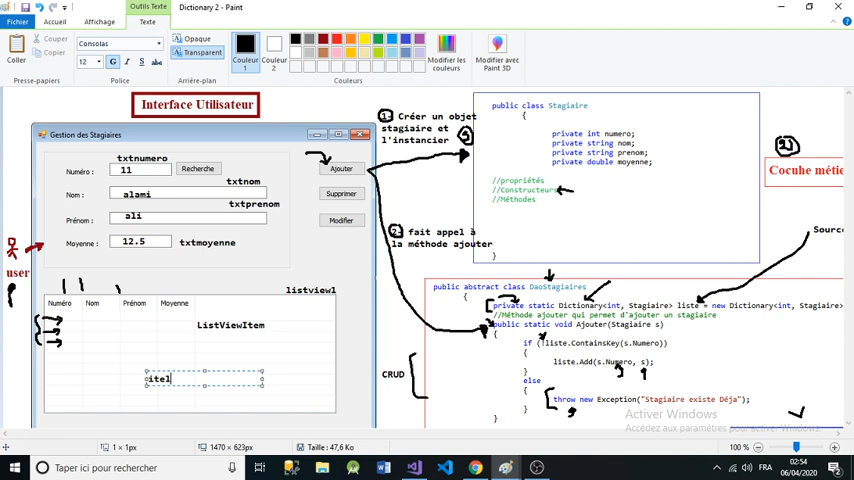 Outils Texte
Dictionary 2 - Paint
Fichier
Accueil
Affichage
Texte
Coller
Couper
Copier
Presse-papiers
Consolas
12
G
I
S
abc
Police
Opaque
Transparent
Arrière-plan
Couleur 1
Couleur 2
Couleurs
Modifier les couleurs
Modifier avec Paint 3D
Interface Utilisateur
Gestion des Stagiaires
txtnumero
Numéro :
11
Recherche
Ajouter
txtnom
Nom :
alami
Supprimer
txtprenom
Prénom :
ali
Modifier
Moyenne :
12.5
txtmoyenne
user
listview1
Numéro
Nom
Prénom
Moyenne
ListViewItem
itel
1- Créer un objet
stagiaire et
l'instancier
2- fait appel à
la méthode ajouter
CRUD
public class Stagiaire
{
private int numero;
private string nom;
private string prenom;
private double moyenne;
//propriétés
//Constructeurs
//Méthodes
}
Cocuhe métie
Source
public abstract class DaoStagiaires
{
private static Dictionary<int, Stagiaire> liste = new Dictionary<int, Stagiaire>
//Méthode ajouter qui permet d'ajouter un stagiaire
public static void Ajouter(Stagiaire s)
{
if (!liste.ContainsKey(s.Numero))
{
liste.Add(s.Numero, s);
}
else
{
throw new Exception("Stagiaire existe Déja");
}
}
Activer Windows
Accédez aux paramètres pour activer Windows.
1 × 1px
1470 × 623px
Taille : 47,6 Ko
100 %
Taper ici pour rechercher
FRA
02:54
06/04/2020
2